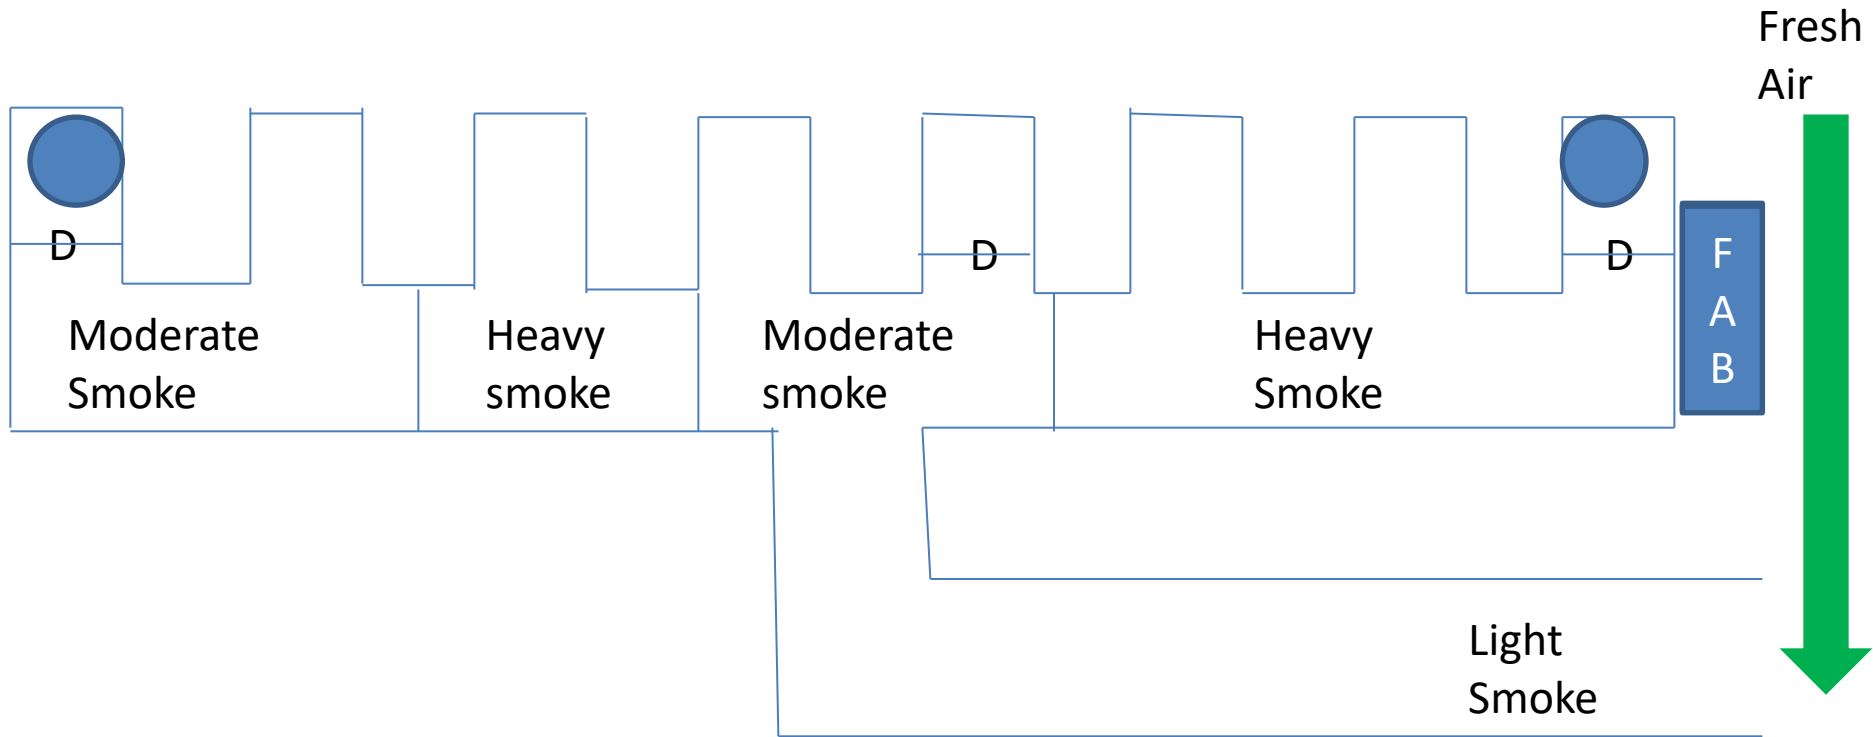 Fresh
Air
D
D
D
F
A
B
Moderate
Smoke
Heavy
smoke
Moderate
smoke
Heavy
Smoke
Light
Smoke